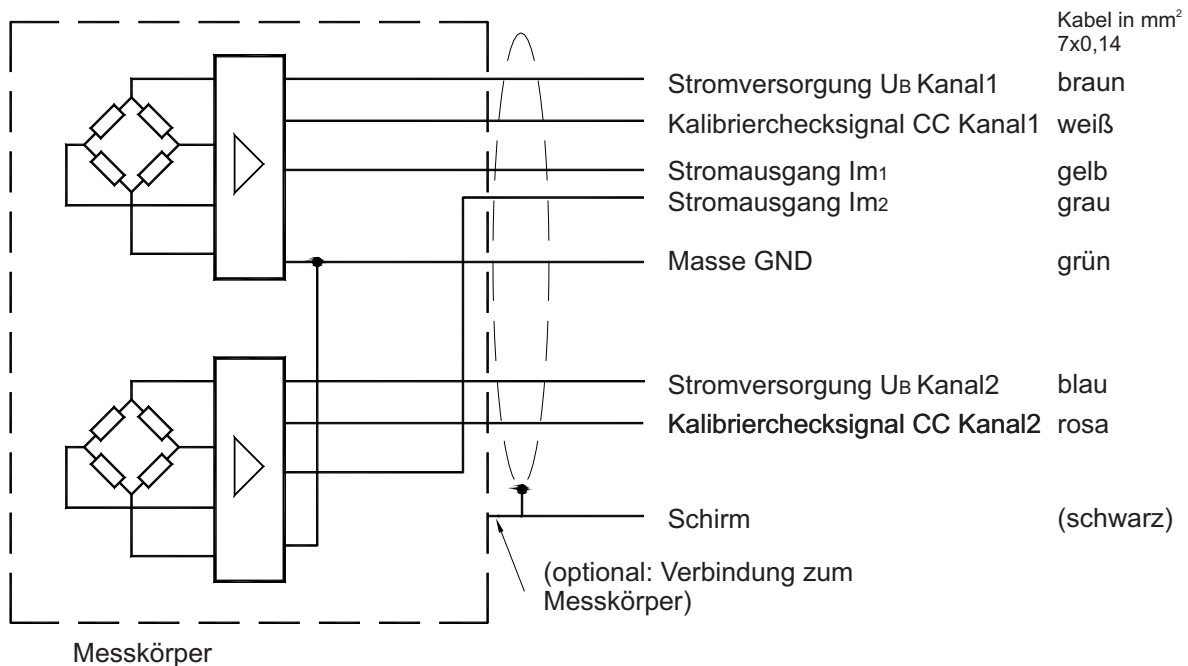 Kabel in mm²
7x0,14
Stromversorgung UB Kanal1 braun
Kalibrierchecksignal CC Kanal1 weiß
Stromausgang Im1 gelb
Stromausgang Im2 grau
Masse GND grün
Stromversorgung UB Kanal2 blau
Kalibrierchecksignal CC Kanal2 rosa
Schirm (schwarz)
(optional: Verbindung zum
Messkörper)
Messkörper